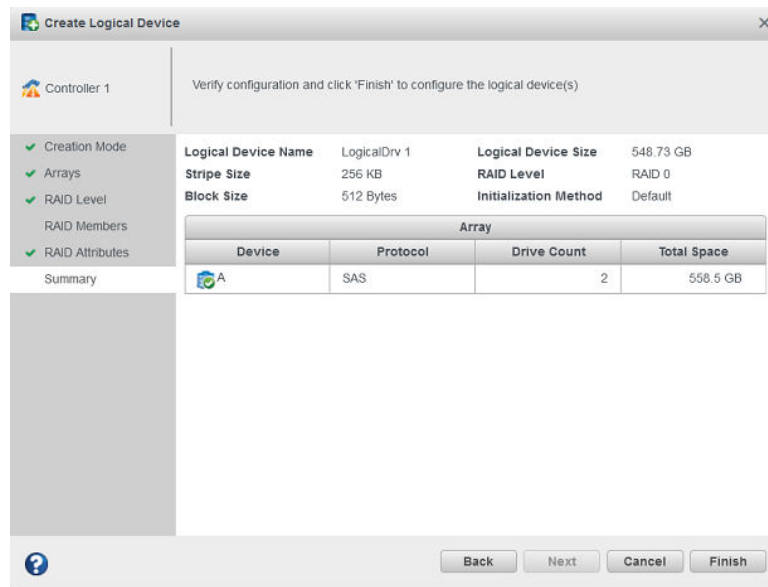 Create Logical Device
Controller 1
Verify configuration and click 'Finish' to configure the logical device(s)
Creation Mode
Arrays
RAID Level
RAID Members
RAID Attributes
Summary
Logical Device Name LogicalDrv 1 Logical Device Size 548.73 GB
Stripe Size 256 KB RAID Level RAID 0
Block Size 512 Bytes Initialization Method Default
Array
Device Protocol Drive Count Total Space
A SAS 2 558.5 GB
? Back Next Cancel Finish